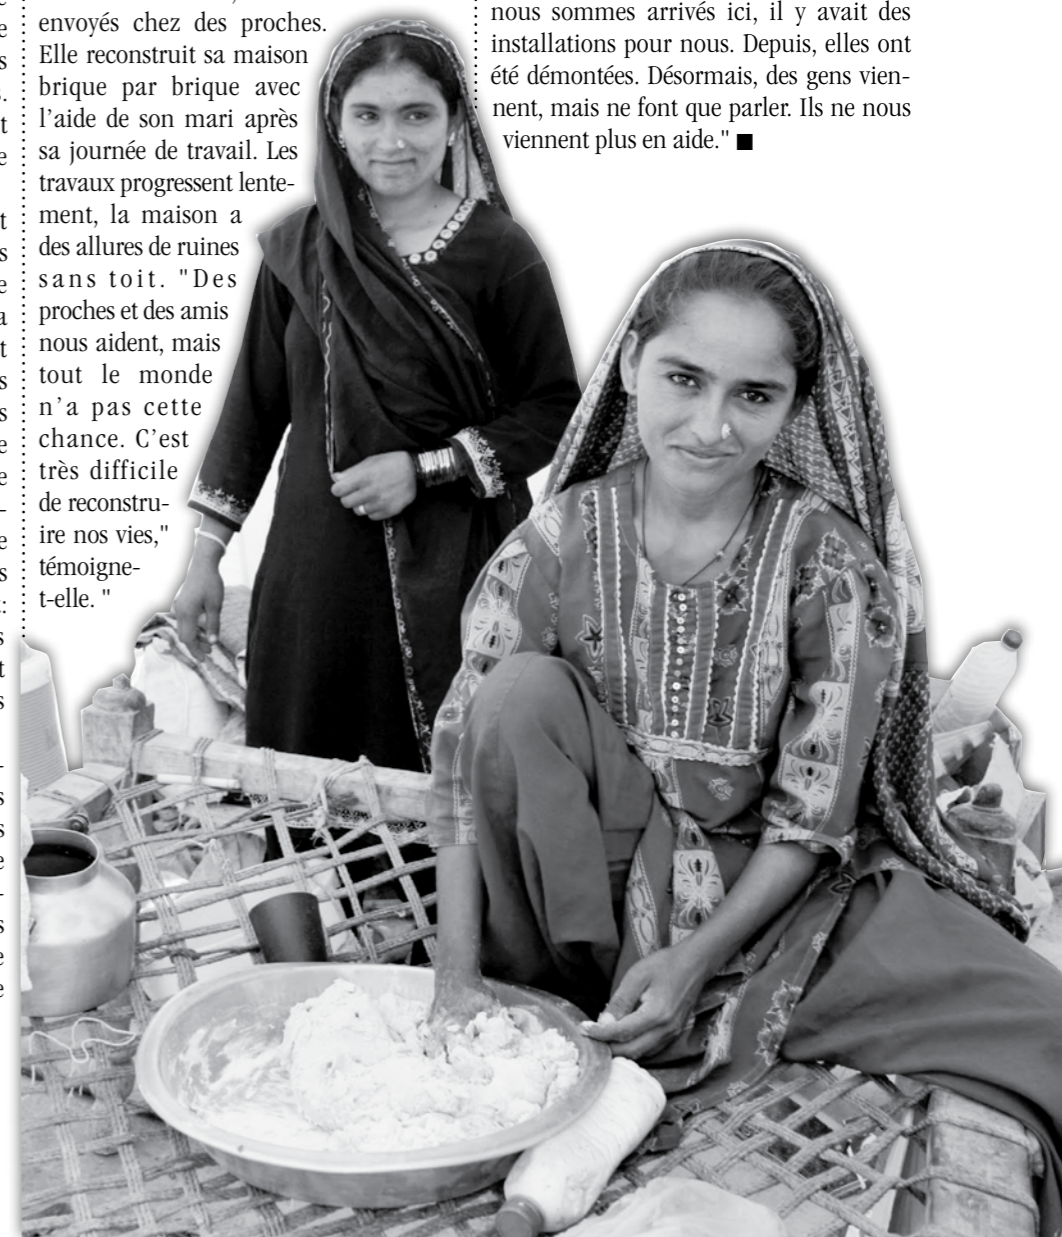 envoyés chez des proches.
Elle reconstruit sa maison
brique par brique avec
l'aide de son mari après
sa journée de travail. Les
travaux progressent lente-
ment, la maison a
des allures de ruines
sans toit. "Des
proches et des amis
nous aident, mais
tout le monde
n'a pas cette
chance. C'est
très difficile
de reconstru-
ire nos vies,"
témoigne-
t-elle. "
nous sommes arrivés ici, il y avait des
installations pour nous. Depuis, elles ont
été démontées. Désormais, des gens vien-
nent, mais ne font que parler. Ils ne nous
viennent plus en aide." ■